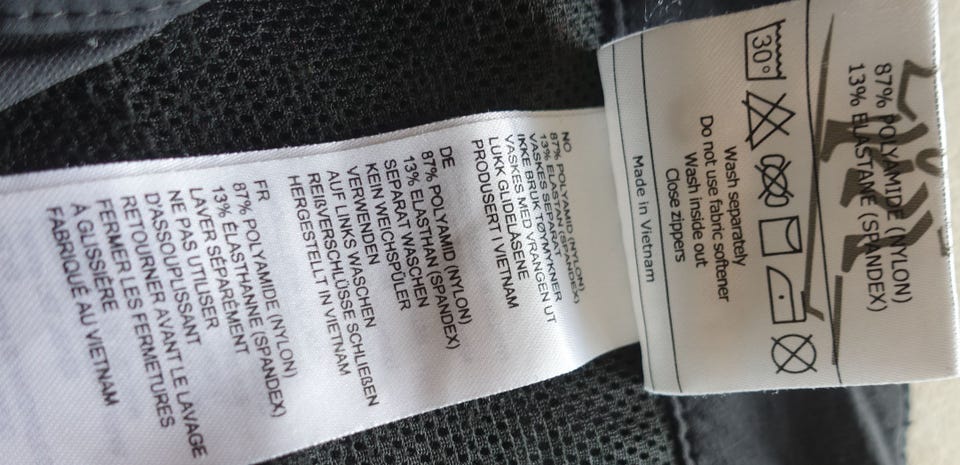 87% POLYAMIDE (NYLON)
13% ELASTANE (SPANDEX)
30°
Wash separately
Do not use fabric softener
Wash inside out
Close zippers
Made in Vietnam
NO
87% POLYAMID (NYLON)
13% ELASTAN (SPANDEX)
VASKES SEPARAT
IKKE BRUK TØYMYKNER
VASKES MED VRANGEN UT
LUKK GLIDELÅSENE
PRODUSERT I VIETNAM
DE
87% POLYAMID (NYLON)
13% ELASTHAN (SPANDEX)
SEPARAT WASCHEN
KEIN WEICHSPÜLER
VERWENDEN
AUF LINKS WASCHEN
REIßVERSCHLÜSSE SCHLIEßEN
HERGESTELLT IN VIETNAM
FR
87% POLYAMIDE (NYLON)
13% ÉLASTHANNE (SPANDEX)
LAVER SÉPARÉMENT
NE PAS UTILISER
D'ASSOUPLISSANT
RETOURNER AVANT LE LAVAGE
FERMER LES FERMETURES
À GLISSIÈRE
FABRIQUÉ AU VIETNAM